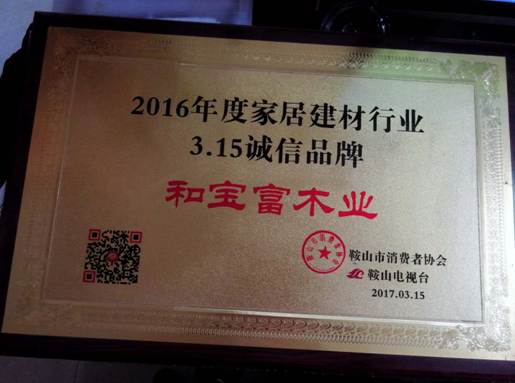 2016年度家居建材行业
3.15诚信品牌
和宝富木业
鞍山市消费者协会
鞍山电视台
2017.03.15